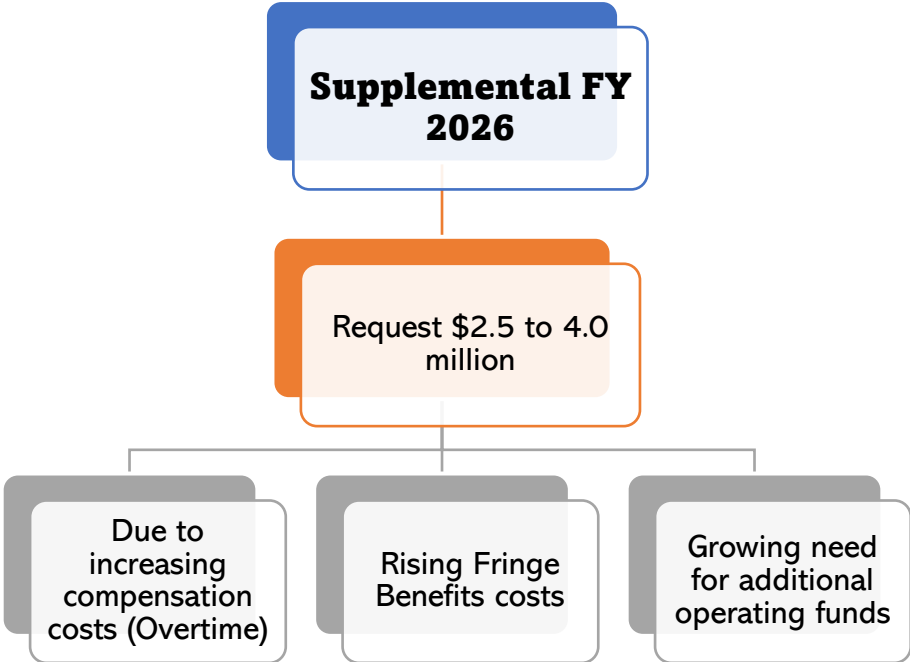 Supplemental FY
2026
Request $2.5 to 4.0
million
Due to
increasing
compensation
costs (Overtime)
Rising Fringe
Benefits costs
Growing need
for additional
operating funds